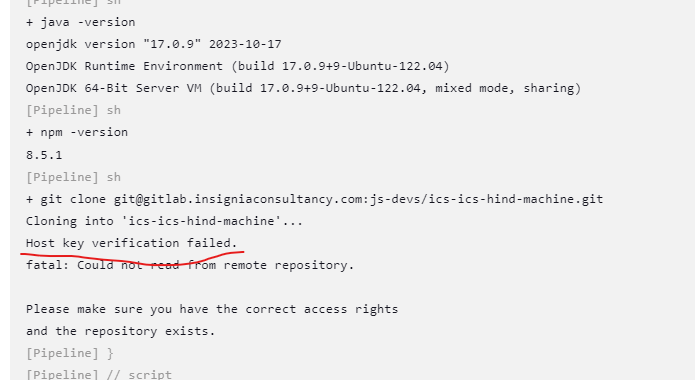 [Pipeline] sh
+ java -version
openjdk version "17.0.9" 2023-10-17
OpenJDK Runtime Environment (build 17.0.9+9-Ubuntu-122.04)
OpenJDK 64-Bit Server VM (build 17.0.9+9-Ubuntu-122.04, mixed mode, sharing)
[Pipeline] sh
+ npm -version
8.5.1
[Pipeline] sh
+ git clone git@gitlab.insigniaconsultancy.com:js-devs/ics-ics-hind-machine.git
Cloning into 'ics-ics-hind-machine'...
Host key verification failed.
fatal: Could not read from remote repository.
Please make sure you have the correct access rights
and the repository exists.
[Pipeline] }
[Pipeline] // script